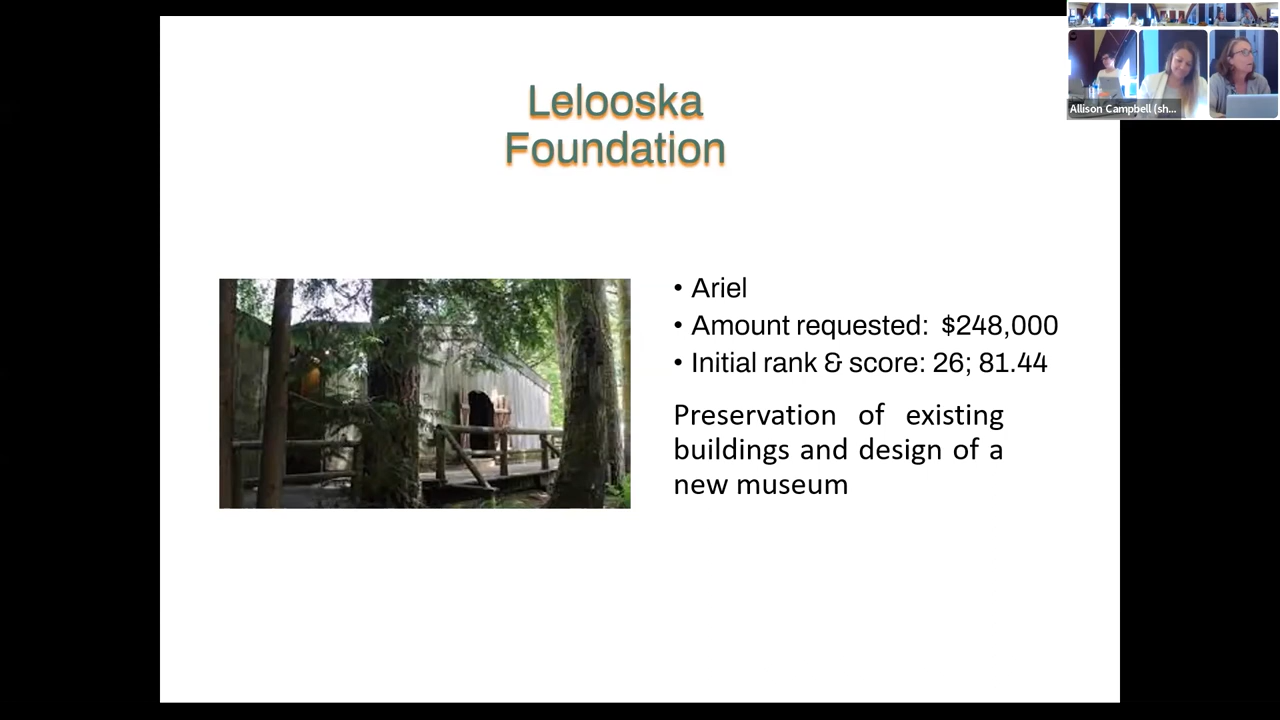 Lelooska
Foundation
• Ariel
• Amount requested: $248,000
• Initial rank & score: 26; 81.44
Preservation of existing
buildings and design of a
new museum
Allison Campbell (sh...